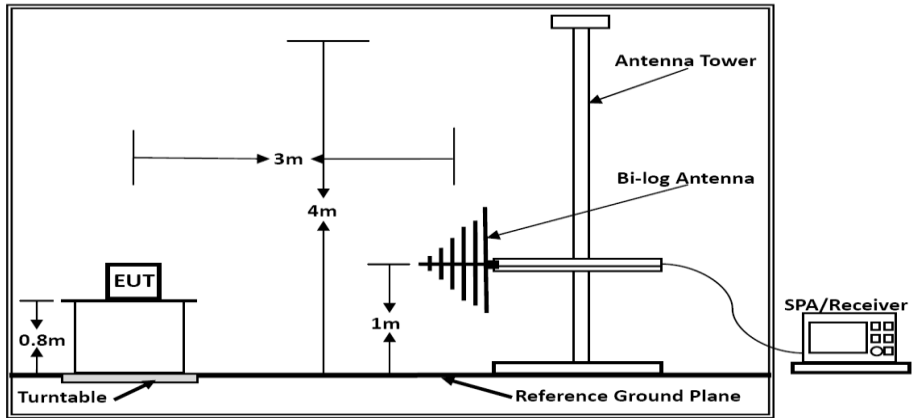 Antenna Tower
3m
Bi-log Antenna
4m
EUT
SPA/Receiver
0.8m
1m
Turntable
Reference Ground Plane